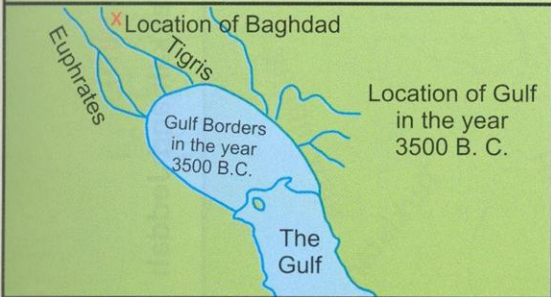 X Location of Baghdad
Euphrates
Tigris
Location of Gulf
in the year
3500 B. C.
Gulf Borders
in the year
3500 B.C.
The
Gulf